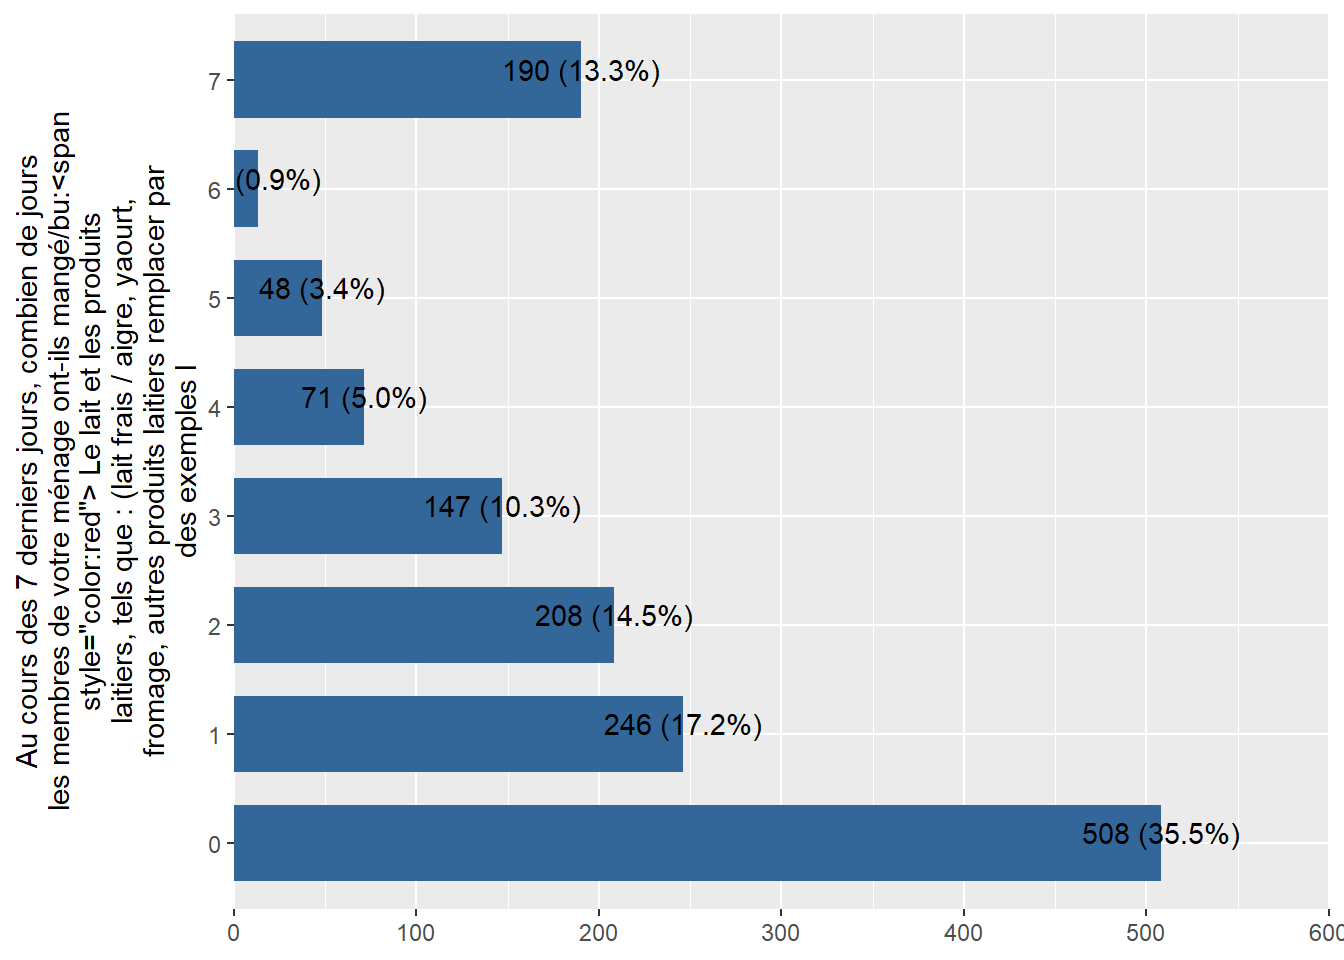 Au cours des 7 derniers jours, combien de jours
les membres de votre ménage ont-ils mangé/bu:<span
style="color:red"> Le lait et les produits
laitiers, tels que : (lait frais / aigre, yaourt,
fromage, autres produits laitiers remplacer par
des exemples l
7
190 (13.3%)
6
(0.9%)
5
48 (3.4%)
4
71 (5.0%)
3
147 (10.3%)
2
208 (14.5%)
1
246 (17.2%)
0
508 (35.5%)
0 100 200 300 400 500 600